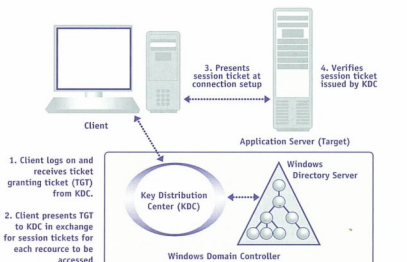 3. Presents
session ticket at
connection setup
4. Verifies
session ticket
issued by KDC
Client
Application Server (Target)
1. Client logs on and
receives ticket
granting ticket (TGT)
from KDC.
2. Client presents TGT
to KDC in exchange
for session tickets for
each recource to be
accessed
Key Distribution
Center (KDC)
Windows
Directory Server
Windows Domain Controller